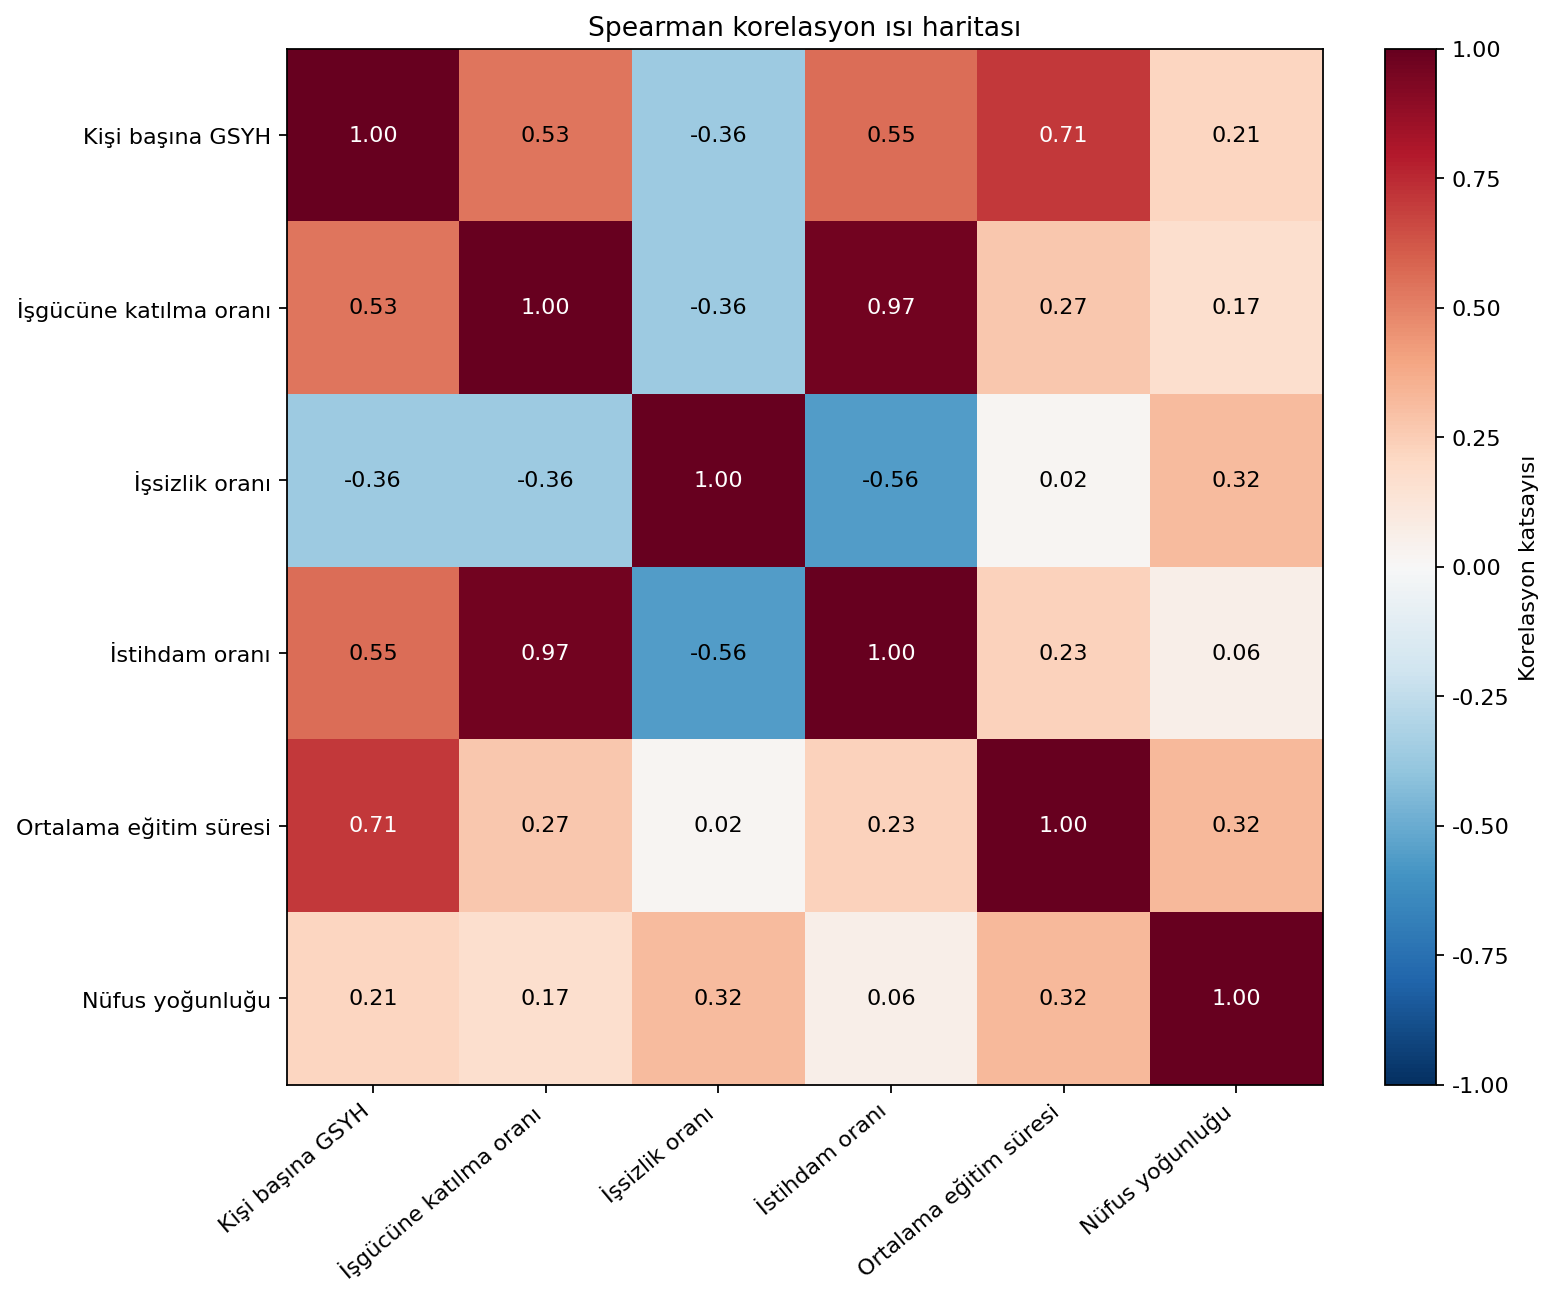 Spearman korelasyon ısı haritası
Kişi başına GSYH
1.00 0.53 -0.36 0.55 0.71 0.21
İşgücüne katılma oranı
0.53 1.00 -0.36 0.97 0.27 0.17
İşsizlik oranı
-0.36 -0.36 1.00 -0.56 0.02 0.32
İstihdam oranı
0.55 0.97 -0.56 1.00 0.23 0.06
Ortalama eğitim süresi
0.71 0.27 0.02 0.23 1.00 0.32
Nüfus yoğunluğu
0.21 0.17 0.32 0.06 0.32 1.00
Kişi başına GSYH
İşgücüne katılma oranı
İşsizlik oranı
İstihdam oranı
Ortalama eğitim süresi
Nüfus yoğunluğu
1.00
0.75
0.50
0.25
0.00
-0.25
-0.50
-0.75
-1.00
Korelasyon katsayısı